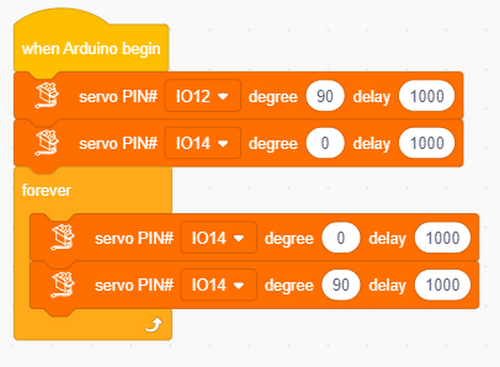 when Arduino begin
servo PIN# IO12 degree 90 delay 1000
servo PIN# IO14 degree 0 delay 1000
forever
servo PIN# IO14 degree 0 delay 1000
servo PIN# IO14 degree 90 delay 1000